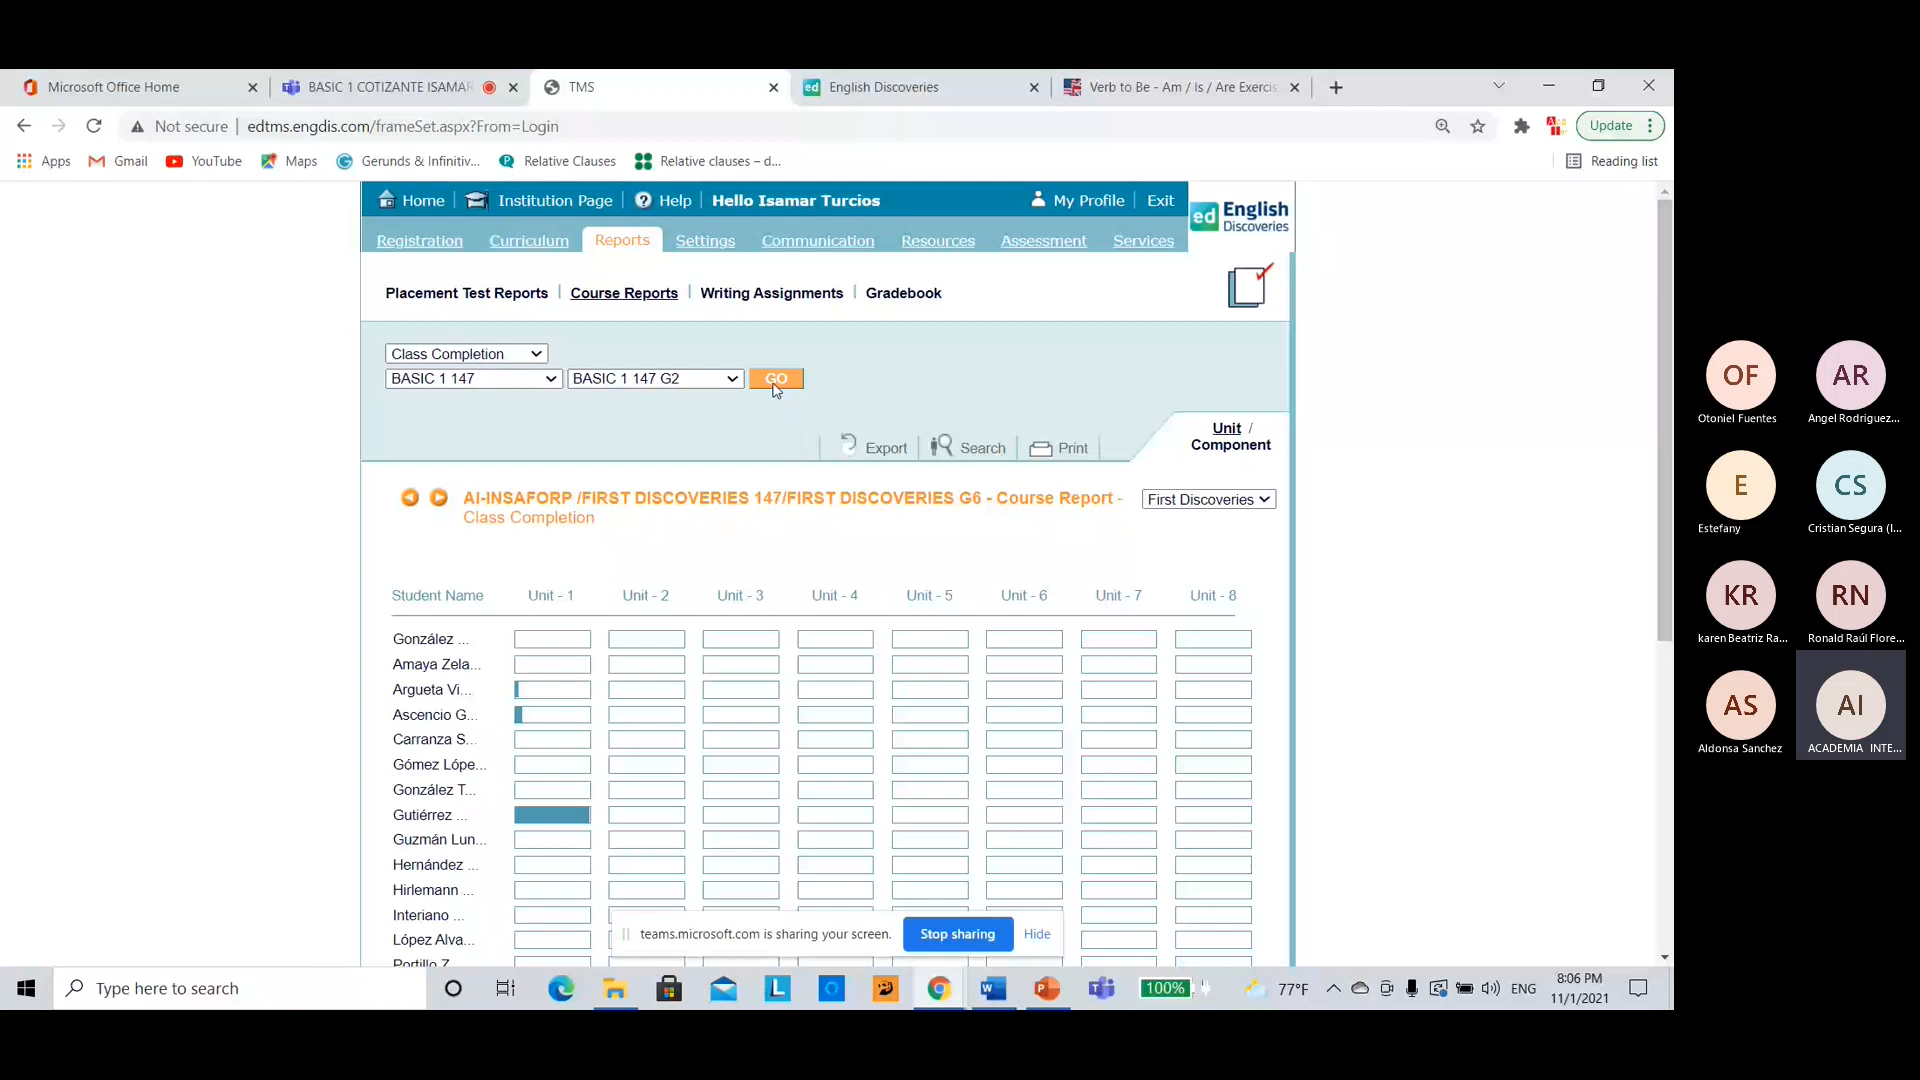 Microsoft Office Home
BASIC 1 COTIZANTE ISAMAR
TMS
English Discoveries
Verb to Be - Am / Is / Are Exercis
Not secure | edtms.engdis.com/frameSet.aspx?From=Login
Update
Apps
Gmail
YouTube
Maps
Gerunds & Infinitiv...
Relative Clauses
Relative clauses – d...
Reading list
Home
Institution Page
Help
Hello Isamar Turcios
My Profile
Exit
ed English Discoveries
Registration
Curriculum
Reports
Settings
Communication
Resources
Assessment
Services
Placement Test Reports
Course Reports
Writing Assignments
Gradebook
Class Completion
BASIC 1 147
BASIC 1 147 G2
GO
Unit /
Component
Export
Search
Print
AI-INSAFORP /FIRST DISCOVERIES 147/FIRST DISCOVERIES G6 - Course Report -
Class Completion
First Discoveries
Student Name
Unit - 1
Unit - 2
Unit - 3
Unit - 4
Unit - 5
Unit - 6
Unit - 7
Unit - 8
González ...
Amaya Zela...
Argueta Vi...
Ascencio G...
Carranza S...
Gómez Lópe...
González T...
Gutiérrez ...
Guzmán Lun...
Hernández ...
Hirlemann ...
Interiano ...
López Alva...
Portillo Z...
teams.microsoft.com is sharing your screen.
Stop sharing
Hide
Type here to search
100%
77°F
ENG
8:06 PM
11/1/2021
OF
Otoniel Fuentes
AR
Angel Rodriguez...
E
Estefany
CS
Cristian Segura (I...
KR
karen Beatriz Ra...
RN
Ronald Raúl Flore...
AS
Aldonsa Sanchez
AI
ACADEMIA INTE...